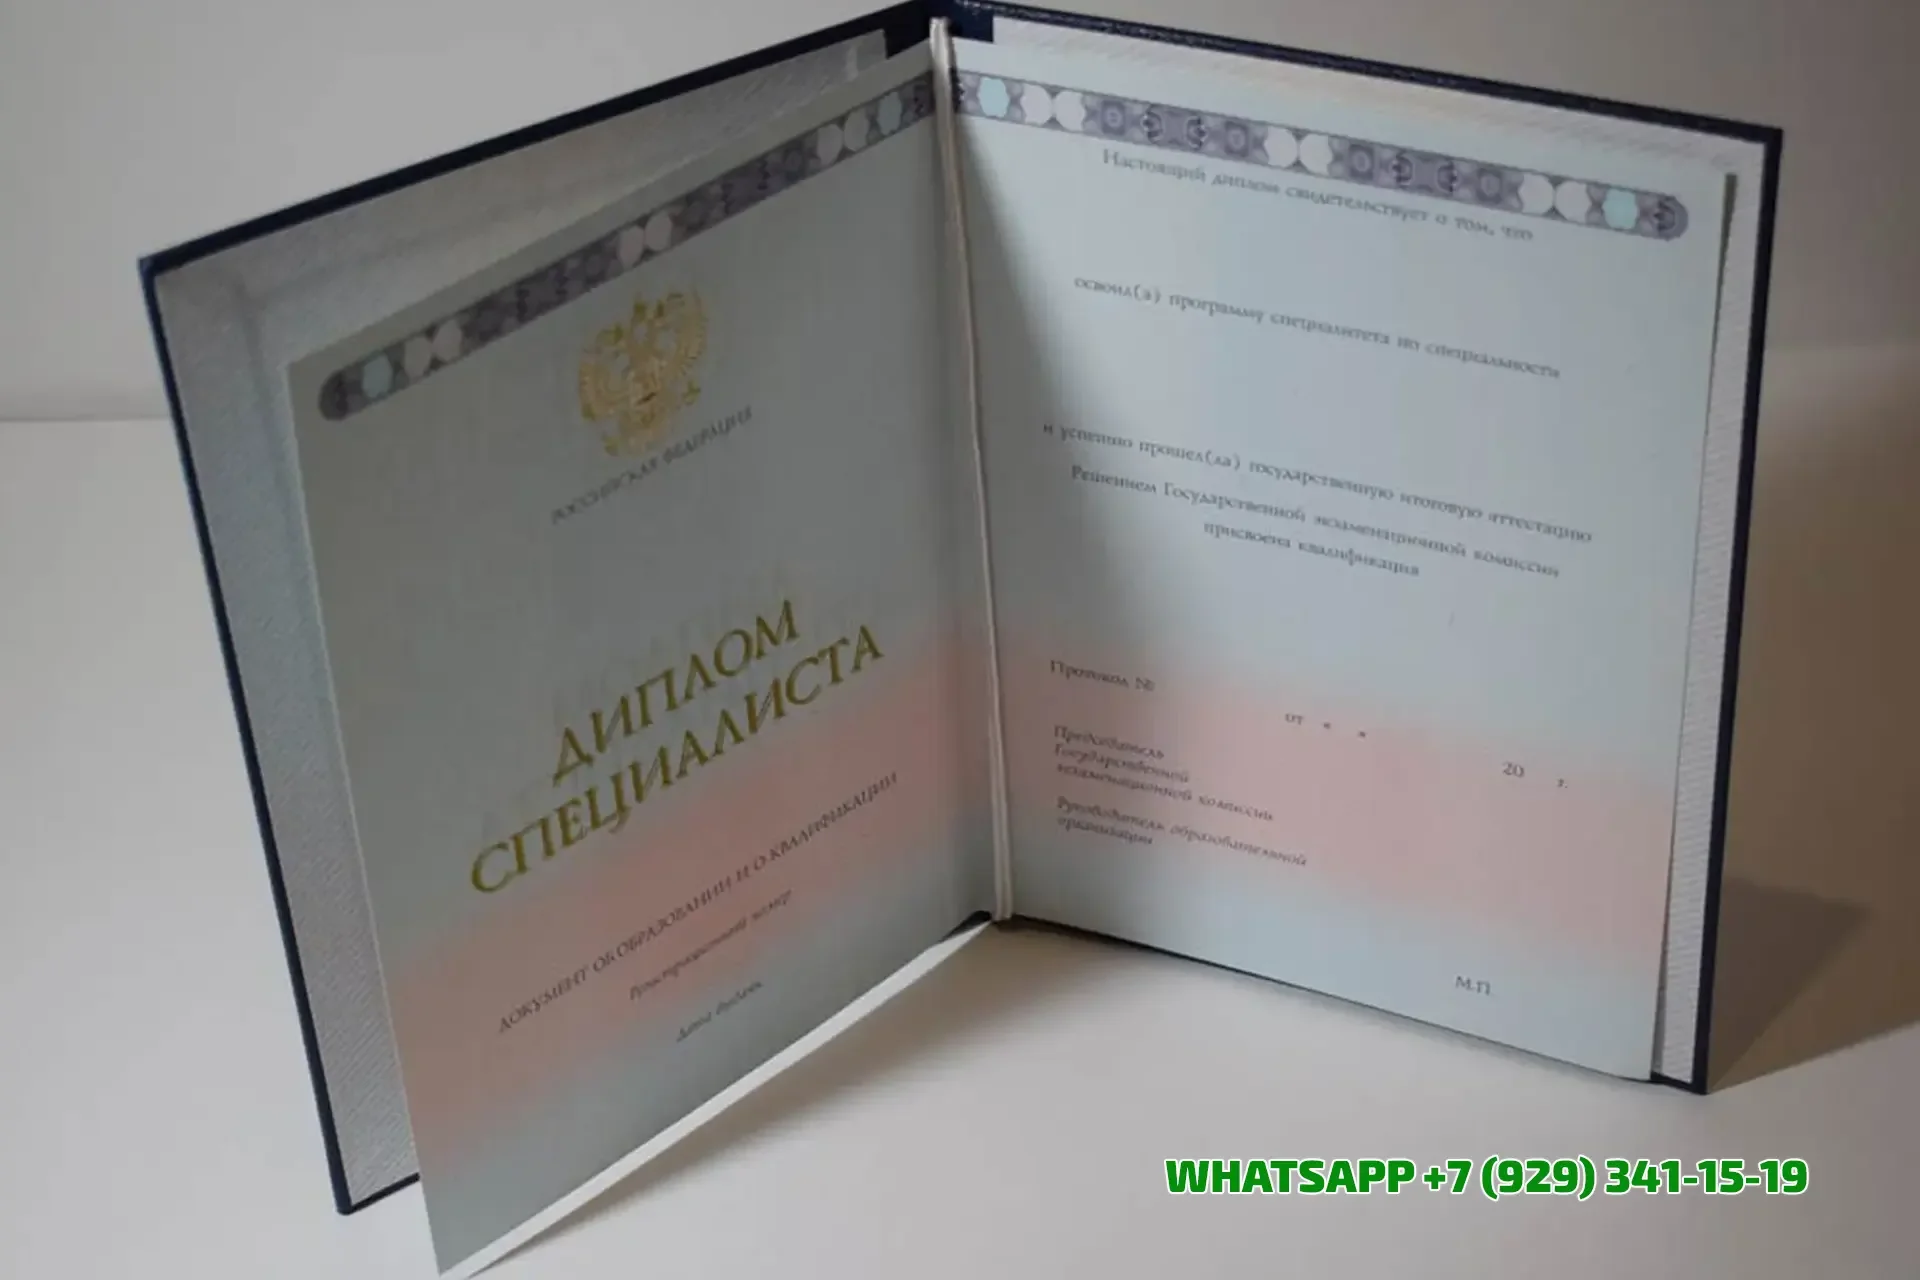 РОССИЙСКАЯ ФЕДЕРАЦИЯ
ДИПЛОМ
СПЕЦИАЛИСТА
ДОКУМЕНТ ОБ ОБРАЗОВАНИИ И О КВАЛИФИКАЦИИ
Регистрационный номер
Дата выдачи
Настоящий диплом свидетельствует о том, что
освоил(а) программу специалитета по специальности
и успешно прошел(ла) государственную итоговую аттестацию
Решением Государственной экзаменационной комиссии
присвоена квалификация
Протокол №
от « »
20 г.
Председатель
Государственной
экзаменационной комиссии
Руководитель образовательной
организации
М.П.
WHATSAPP +7 (929) 341-15-19